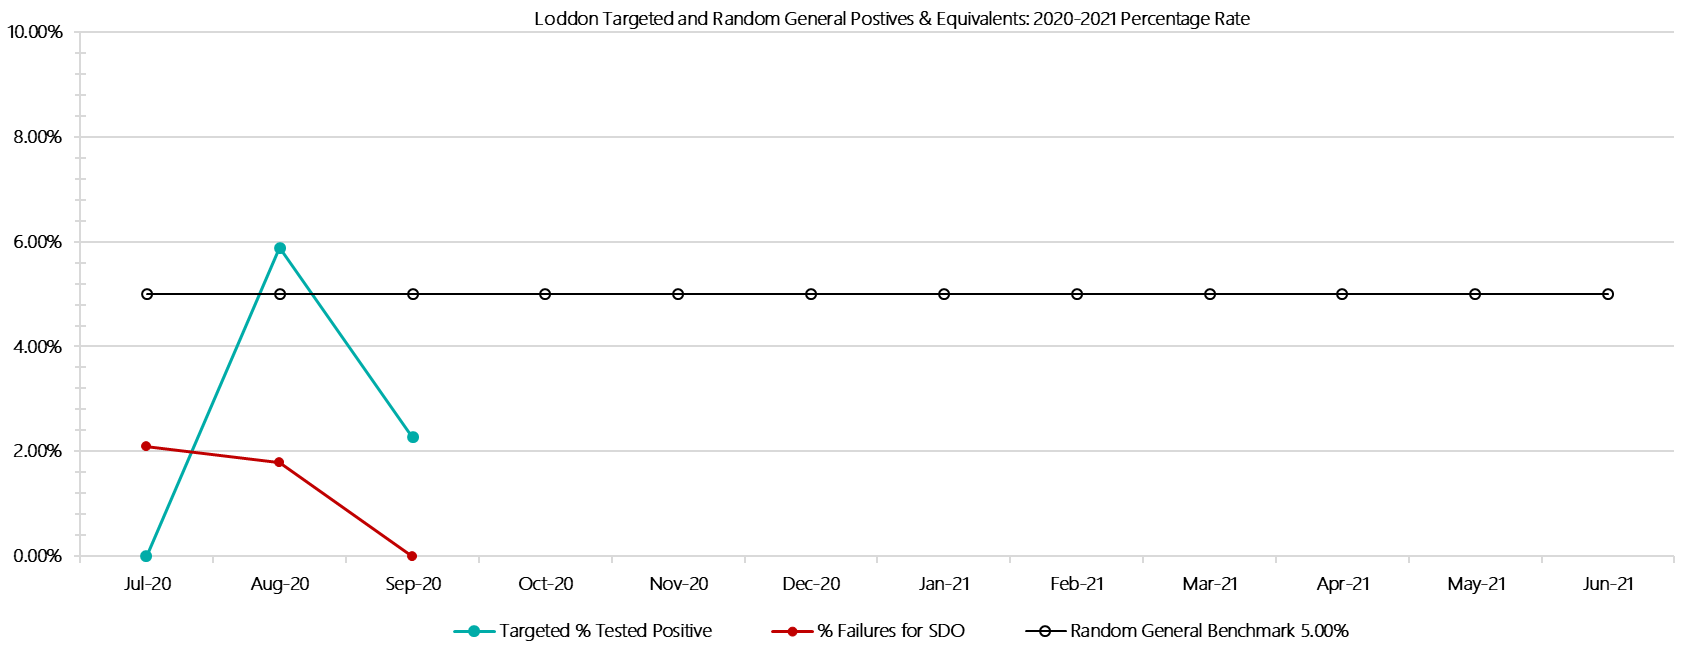 Loddon Targeted and Random General Postives & Equivalents: 2020-2021 Percentage Rate
10.00%
8.00%
6.00%
4.00%
2.00%
0.00%
Jul-20 Aug-20 Sep-20 Oct-20 Nov-20 Dec-20 Jan-21 Feb-21 Mar-21 Apr-21 May-21 Jun-21
Targeted % Tested Positive % Failures for SDO Random General Benchmark 5.00%